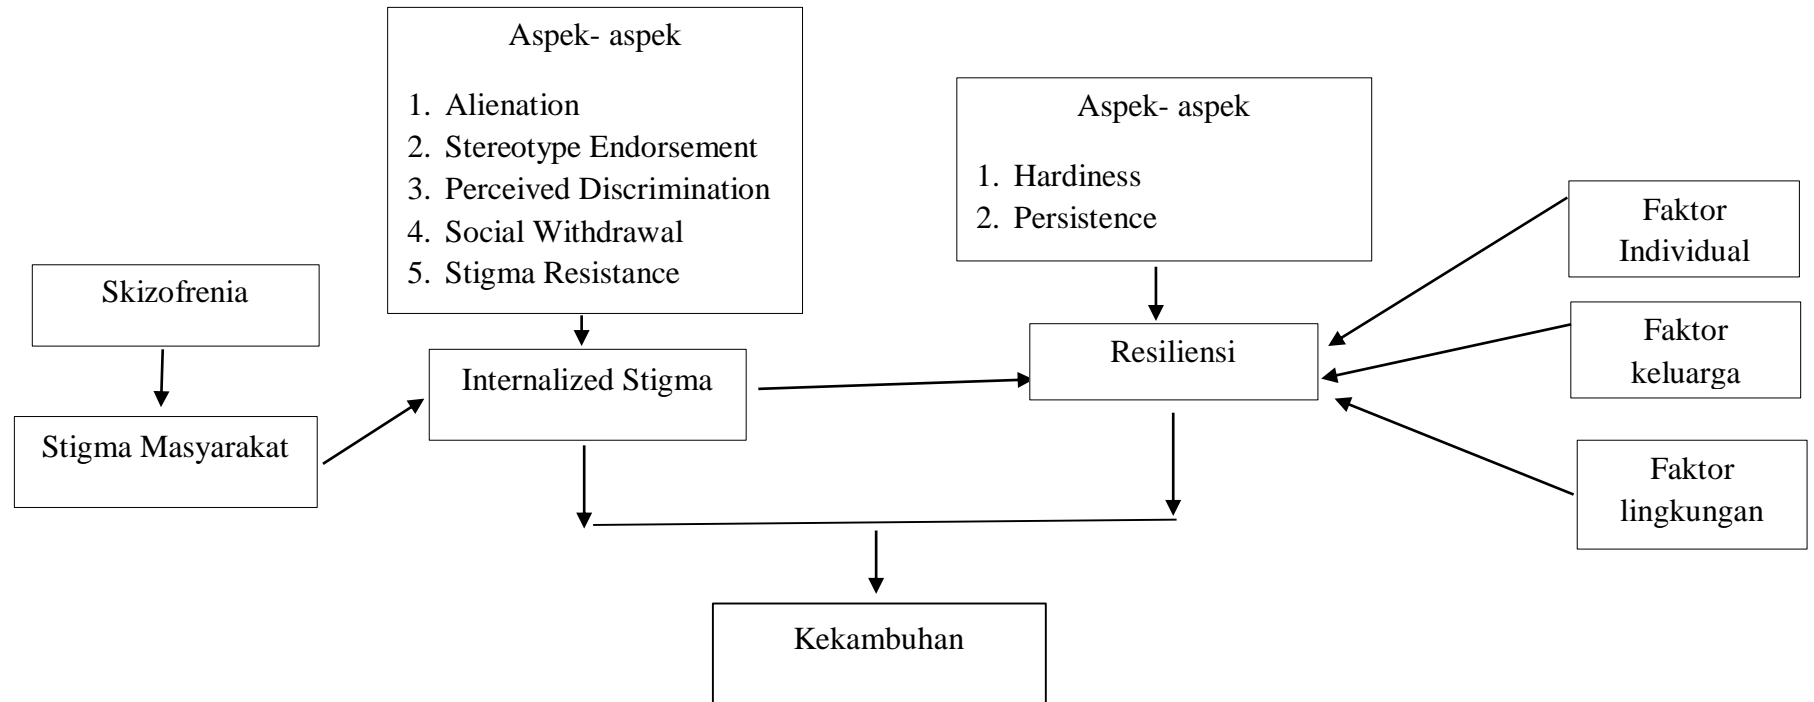 Aspek- aspek
1. Alienation
2. Stereotype Endorsement
3. Perceived Discrimination
4. Social Withdrawal
5. Stigma Resistance
Aspek- aspek
1. Hardiness
2. Persistence
Faktor
Individual
Skizofrenia
Faktor
keluarga
Resiliensi
Internalized Stigma
Stigma Masyarakat
Faktor
lingkungan
Kekambuhan